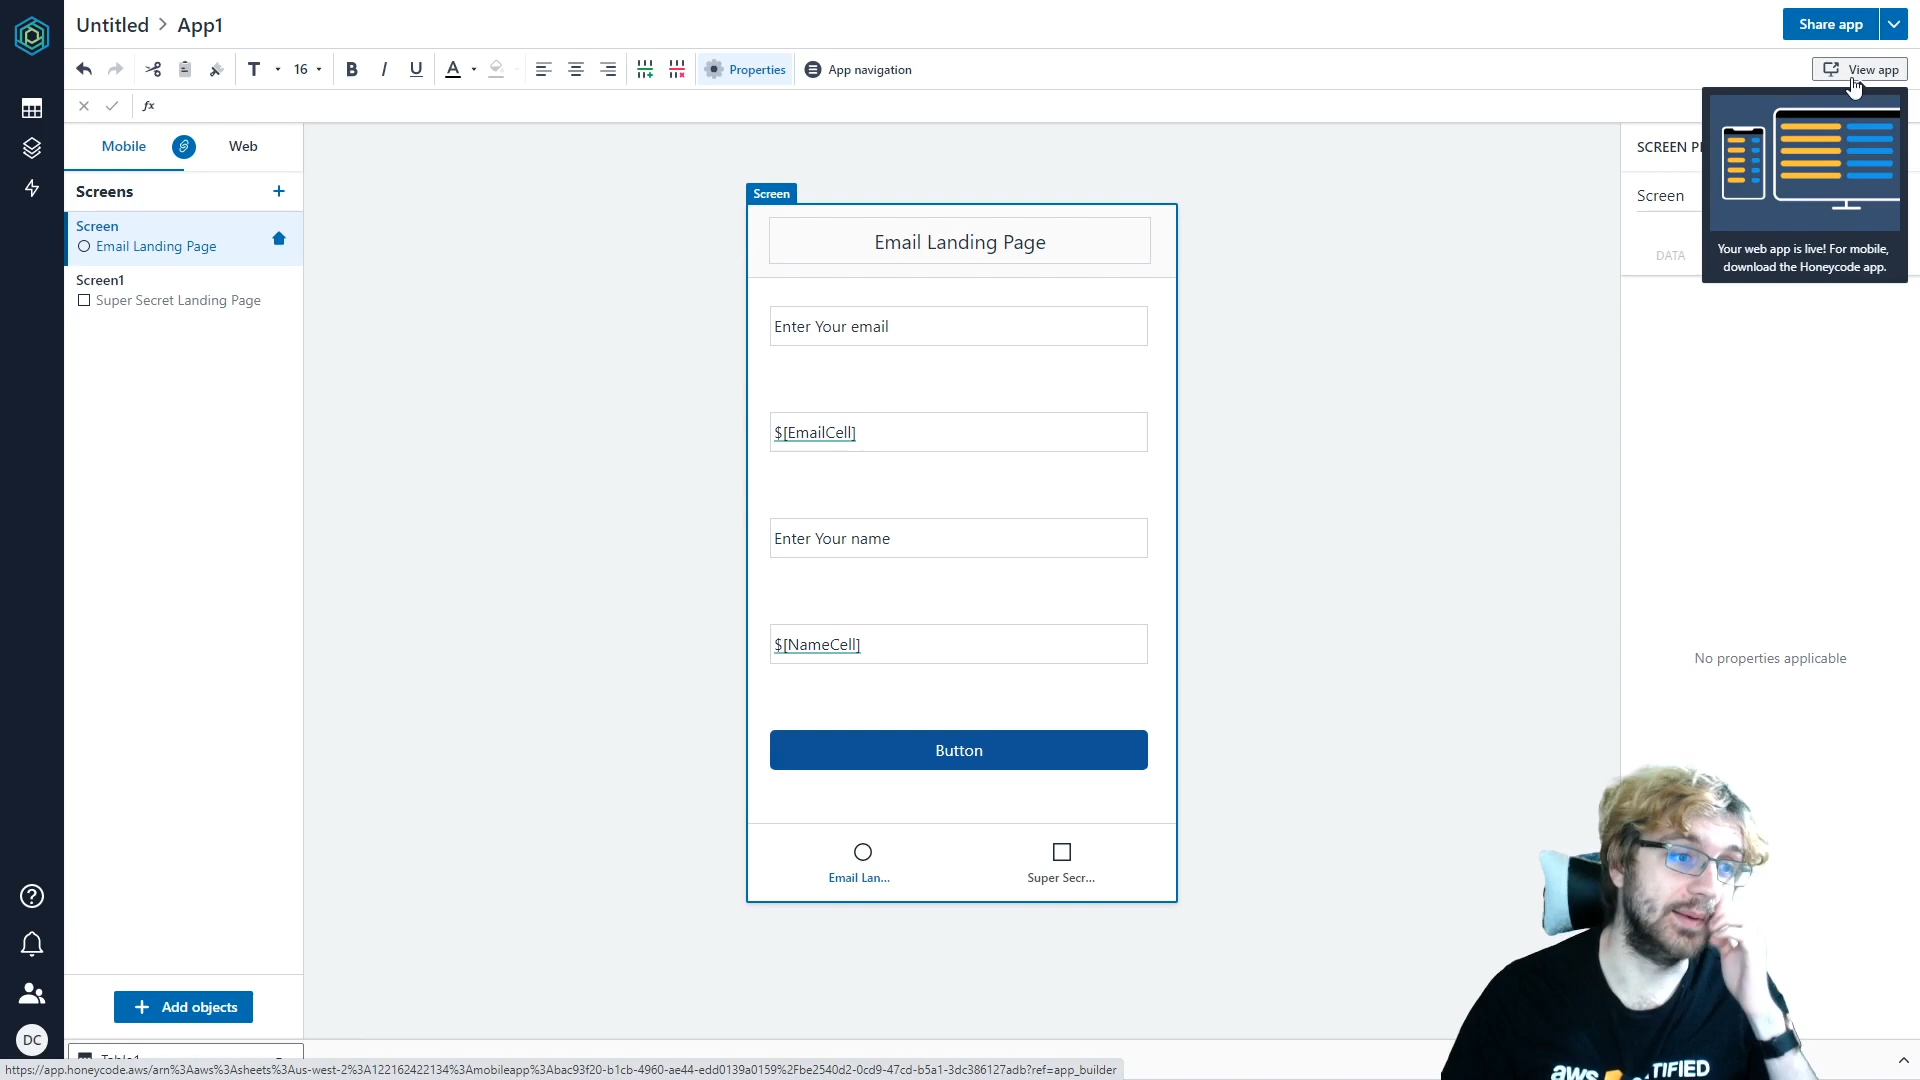 Untitled > App1
Share app
T
16
B
I
U
A
Properties
App navigation
View app
fx
Mobile
Web
Screens
Screen
Email Landing Page
Screen1
Super Secret Landing Page
Screen
Email Landing Page
Enter Your email
$[EmailCell]
Enter Your name
$[NameCell]
Button
Email Lan...
Super Secr...
SCREEN
Screen
DATA
Your web app is live! For mobile,
download the Honeycode app.
No properties applicable
Add objects
DC
Table1
https://app.honeycode.aws/arn%3Aaws%3Asheets%3Aus-west-2%3A122162422134%3Amobileapp%3Abac93f20-b1cb-4960-ae44-edd0139a0159%2Fbe2540d2-0cd9-47cd-b5a1-3dc386127adb?ref=app_builder
aws
TIFIED